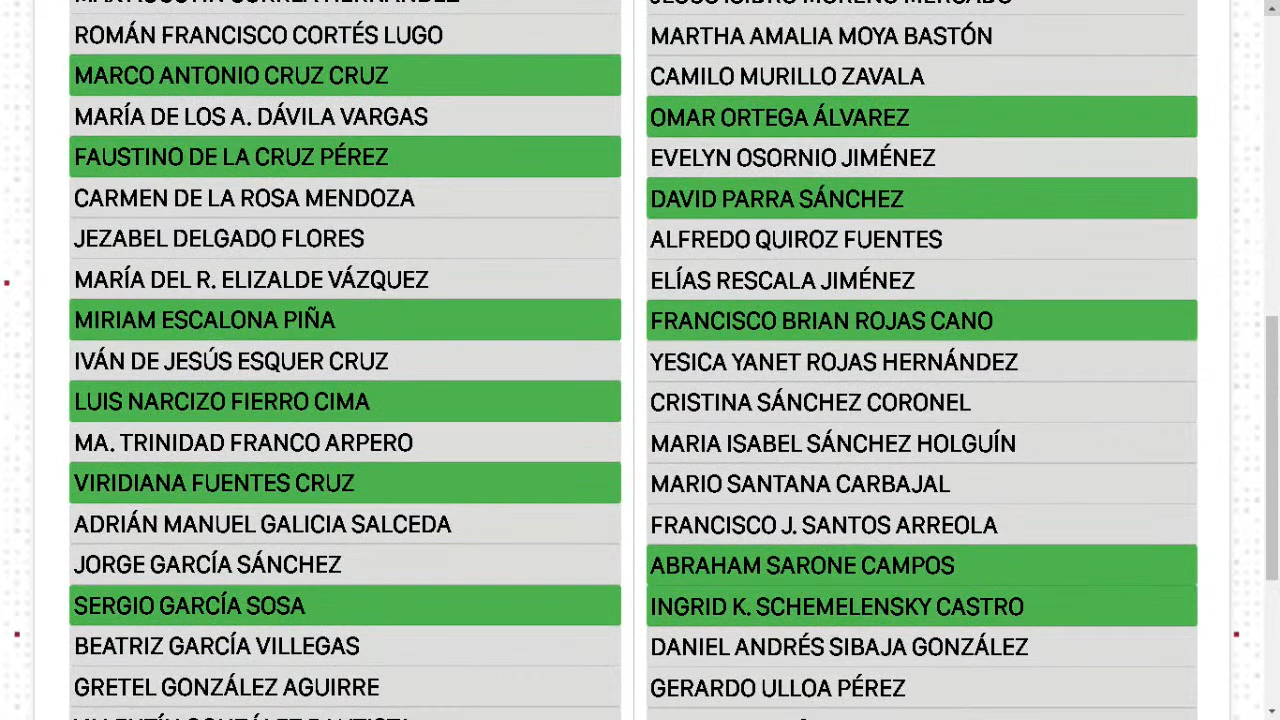 ROMÁN FRANCISCO CORTÉS LUGO
MARCO ANTONIO CRUZ CRUZ
MARÍA DE LOS A. DÁVILA VARGAS
FAUSTINO DE LA CRUZ PÉREZ
CARMEN DE LA ROSA MENDOZA
JEZABEL DELGADO FLORES
MARÍA DEL R. ELIZALDE VÁZQUEZ
MIRIAM ESCALONA PIÑA
IVÁN DE JESÚS ESQUER CRUZ
LUIS NARCIZO FIERRO CIMA
MA. TRINIDAD FRANCO ARPERO
VIRIDIANA FUENTES CRUZ
ADRIÁN MANUEL GALICIA SALCEDA
JORGE GARCÍA SÁNCHEZ
SERGIO GARCÍA SOSA
BEATRIZ GARCÍA VILLEGAS
GRETEL GONZÁLEZ AGUIRRE
MARTHA AMALIA MOYA BASTÓN
CAMILO MURILLO ZAVALA
OMAR ORTEGA ÁLVAREZ
EVELYN OSORNIO JIMÉNEZ
DAVID PARRA SÁNCHEZ
ALFREDO QUIROZ FUENTES
ELÍAS RESCALA JIMÉNEZ
FRANCISCO BRIAN ROJAS CANO
YESICA YANET ROJAS HERNÁNDEZ
CRISTINA SÁNCHEZ CORONEL
MARIA ISABEL SÁNCHEZ HOLGUÍN
MARIO SANTANA CARBAJAL
FRANCISCO J. SANTOS ARREOLA
ABRAHAM SARONE CAMPOS
INGRID K. SCHEMELENSKY CASTRO
DANIEL ANDRÉS SIBAJA GONZÁLEZ
GERARDO ULLOA PÉREZ